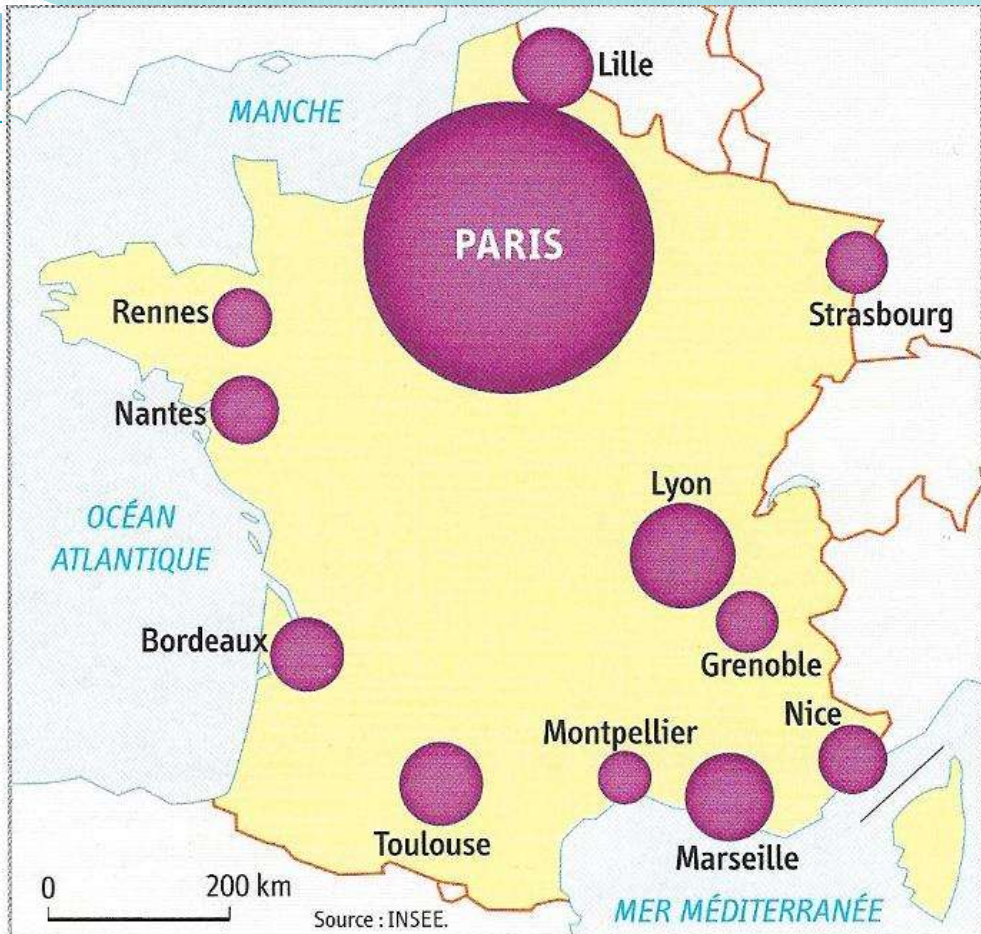 Lille
MANCHE
PARIS
Rennes
Strasbourg
Nantes
Lyon
OCÉAN
ATLANTIQUE
Bordeaux
Grenoble
Nice
Montpellier
Toulouse
Marseille
0 200 km
Source : INSEE.
MER MÉDITERRANÉE